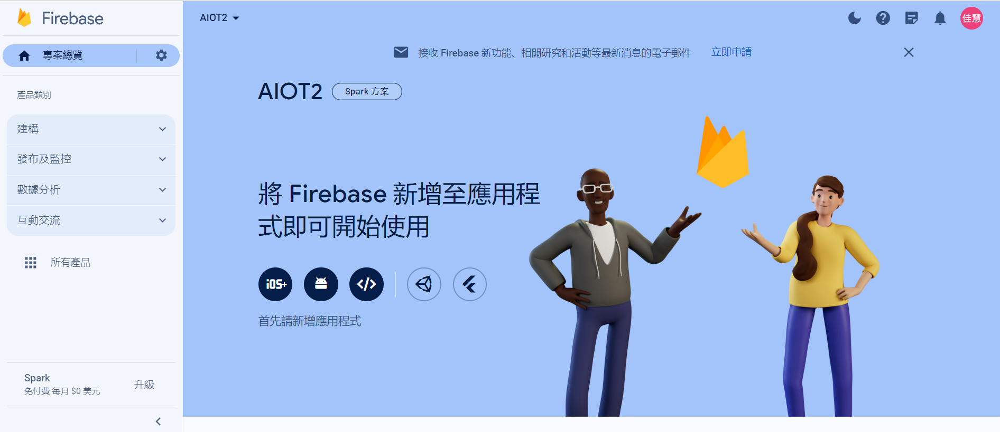 Firebase
專案總覽
產品類別
建構
發布及監控
數據分析
互動交流
所有產品
Spark
免付費 每月 $0 美元
升級
AIOT2
佳慧
接收 Firebase 新功能、相關研究和活動等最新消息的電子郵件
立即申請
AIOT2
Spark 方案
將 Firebase 新增至應用程
式即可開始使用
iOS+
</>
首先請新增應用程式